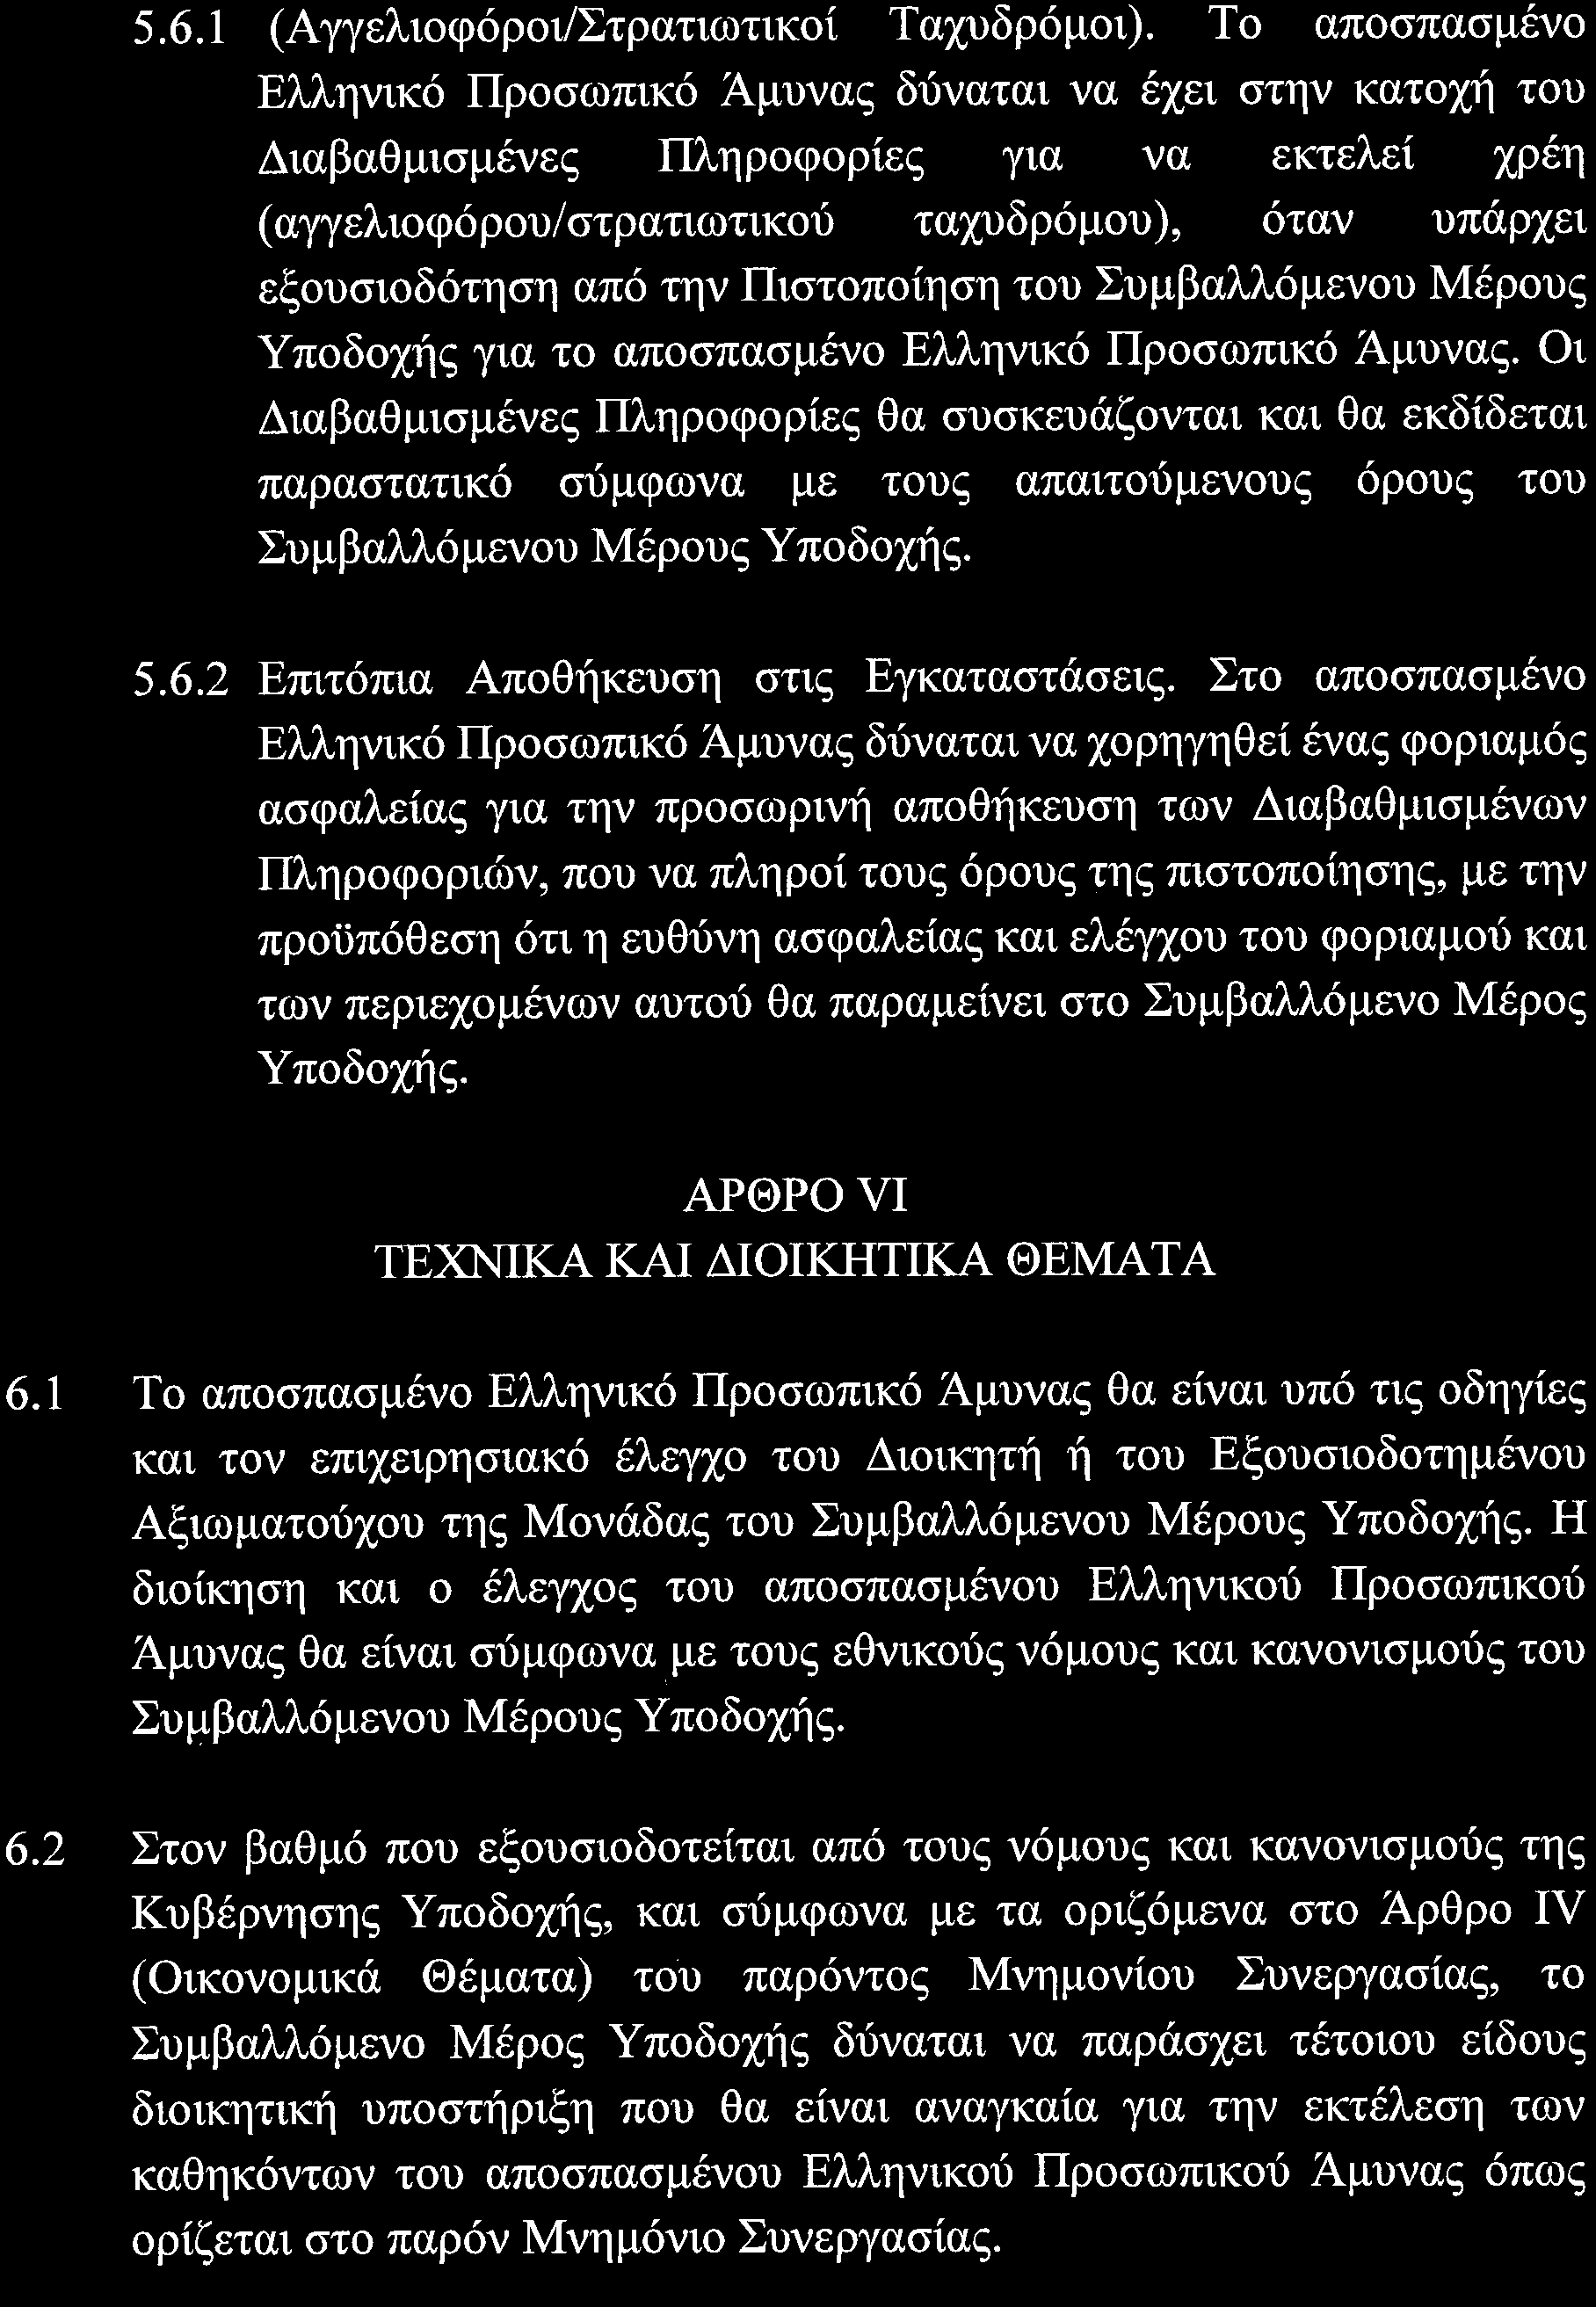 5.6.1 (Αγγελιοφόροι/Στρατιωτικοί Ταχυδρόμοι). Το αποσπασμένο
Ελληνικό Προσωπικό Άμυνας δύναται να έχει στην κατοχή του
Διαβαθμισμένες Πληροφορίες για να εκτελεί χρέη
(αγγελιοφόρου/στρατιωτικού ταχυδρόμου), όταν υπάρχει
εξουσιοδότηση από την Πιστοποίηση του Συμβαλλόμενου Μέρους
Υποδοχής για το αποσπασμένο Ελληνικό Προσωπικό Άμυνας. Οι
Διαβαθμισμένες Πληροφορίες θα συσκευάζονται και θα εκδίδεται
παραστατικό σύμφωνα με τους απαιτούμενους όρους του
Συμβαλλόμενου Μέρους Υποδοχής.
5.6.2 Επιτόπια Αποθήκευση στις Εγκαταστάσεις. Στο αποσπασμένο
Ελληνικό Προσωπικό Άμυνας δύναται να χορηγηθεί ένας φοριαμός
ασφαλείας για την προσωρινή αποθήκευση των Διαβαθμισμένων
Πληροφοριών, που να πληροί τους όρους της πιστοποίησης, με την
προϋπόθεση ότι η ευθύνη ασφαλείας και ελέγχου του φοριαμού και
των περιεχομένων αυτού θα παραμείνει στο Συμβαλλόμενο Μέρος
Υποδοχής.
ΑΡΘΡΟ VI
ΤΕΧΝΙΚΑ ΚΑΙ ΔΙΟΙΚΗΤΙΚΑ ΘΕΜΑΤΑ
6.1 Το αποσπασμένο Ελληνικό Προσωπικό Άμυνας θα είναι υπό τις οδηγίες
και τον επιχειρησιακό έλεγχο του Διοικητή ή του Εξουσιοδοτημένου
Αξιωματούχου της Μονάδας του Συμβαλλόμενου Μέρους Υποδοχής. Η
διοίκηση και ο έλεγχος του αποσπασμένου Ελληνικού Προσωπικού
Άμυνας θα είναι σύμφωνα με τους εθνικούς νόμους και κανονισμούς του
Συμβαλλόμενου Μέρους Υποδοχής.
6.2 Στον βαθμό που εξουσιοδοτείται από τους νόμους και κανονισμούς της
Κυβέρνησης Υποδοχής, και σύμφωνα με τα οριζόμενα στο Άρθρο IV
(Οικονομικά Θέματα) του παρόντος Μνημονίου Συνεργασίας, το
Συμβαλλόμενο Μέρος Υποδοχής δύναται να παράσχει τέτοιου είδους
διοικητική υποστήριξη που θα είναι αναγκαία για την εκτέλεση των
καθηκόντων του αποσπασμένου Ελληνικού Προσωπικού Άμυνας όπως
ορίζεται στο παρόν Μνημόνιο Συνεργασίας.